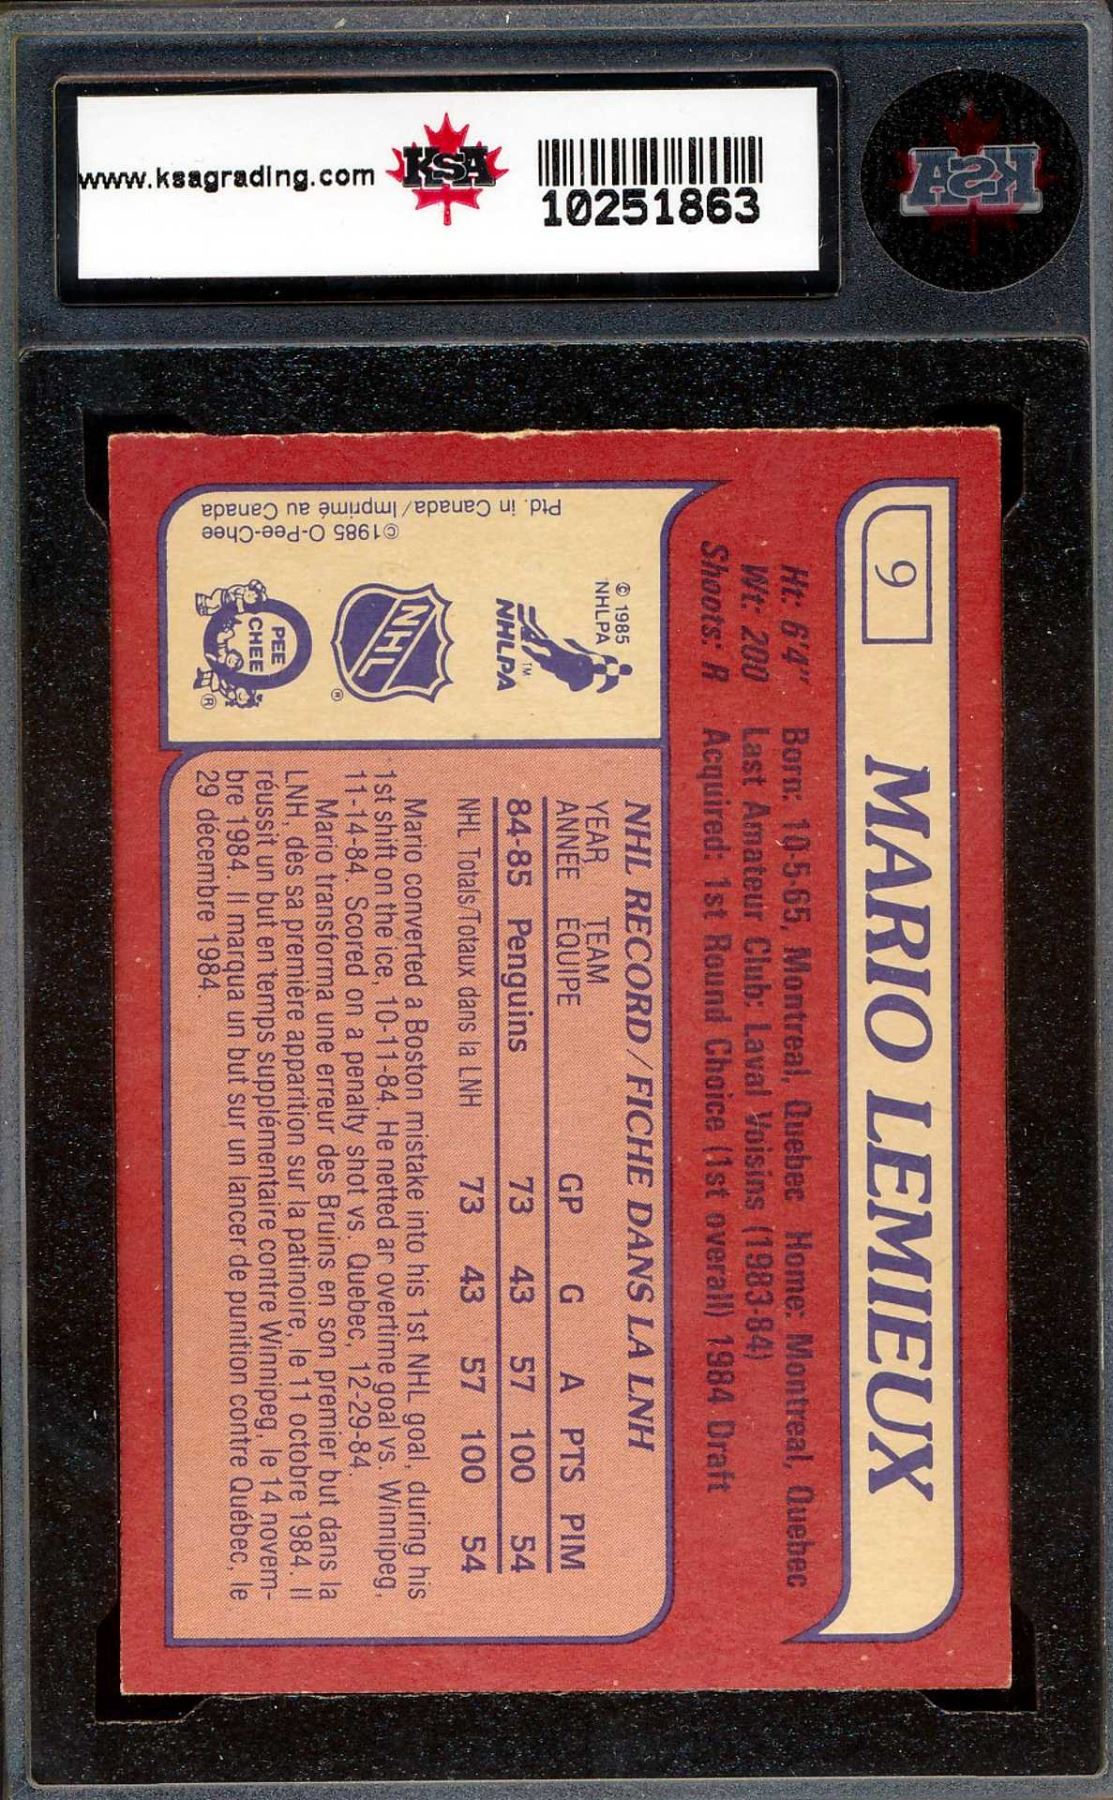 www.ksagrading.com
KSA
10251863
KSA
9
MARIO LEMIEUX
Ht: 6'4" Born: 10-5-65, Montreal, Quebec Home: Montreal, Quebec
Wt: 200 Last Amateur Club: Laval Voisins (1983-84)
Shoots: R Acquired: 1st Round Choice (1st overall) 1984 Draft
© 1985
NHLPA
NHLPA™
NHL
®
PEE
CHEE
®
©1985 O-Pee-Chee
Ptd. in Canada/Imprimé au Canada
NHL RECORD/FICHE DANS LA LNH
YEAR TEAM
ANNÉE ÉQUIPE GP G A PTS PIM
84-85 Penguins 73 43 57 100 54
NHL Totals/Totaux dans la LNH 73 43 57 100 54
Mario converted a Boston mistake into his 1st NHL goal, during his
1st shift on the ice, 10-11-84. He netted an overtime goal vs. Winnipeg,
11-14-84. Scored on a penalty shot vs. Quebec, 12-29-84.
Mario transforma une erreur des Bruins en son premier but dans la
LNH, dès sa première apparition sur la patinoire, le 11 octobre 1984. Il
réussit un but en temps supplémentaire contre Winnipeg, le 14 novem-
bre 1984. Il marqua un but sur un lancer de punition contre Québec, le
29 décembre 1984.